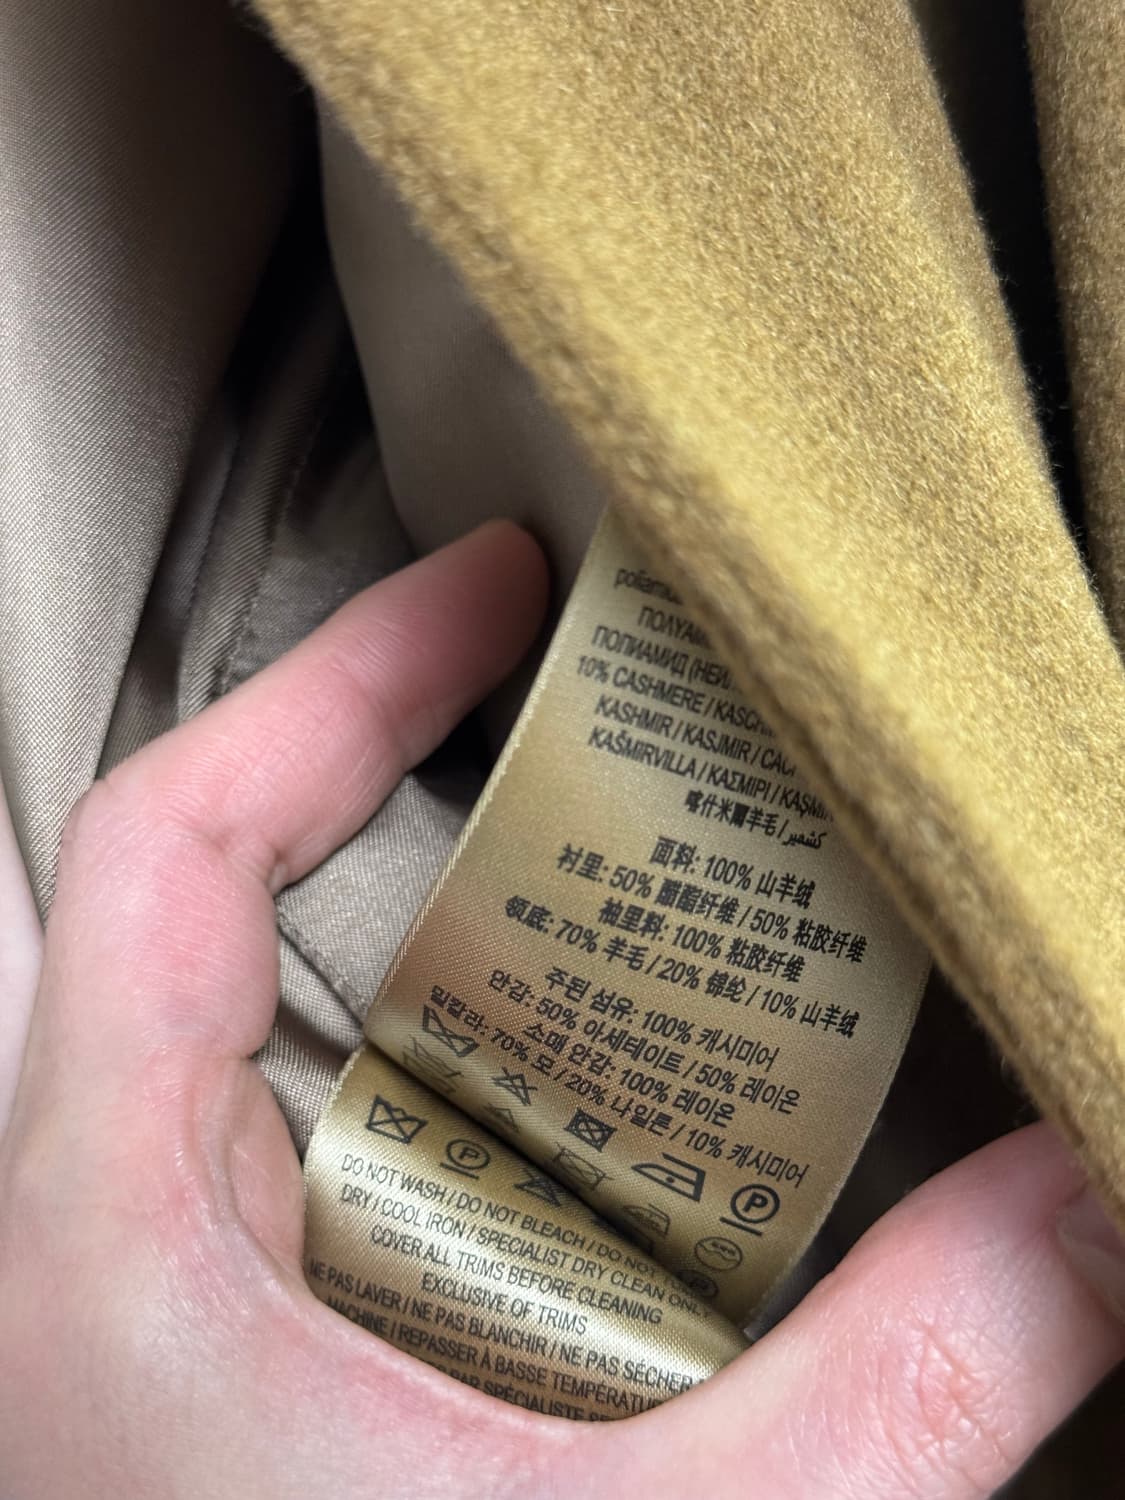 ПОЛИАМИД
10% CASHMERE /
KASHMIR / KASJMIR /
KAŠMIRVILLA / ΚΑΣΜΙΡΙ /
喀什米爾羊毛 / كشمير
面料: 100% 山羊绒
衬里: 50% 醋酯纤维 / 50% 粘胶纤维
袖里料: 100% 粘胶纤维
领底: 70% 羊毛 / 20% 锦纶 / 10% 山羊绒
주된 섬유: 100% 캐시미어
안감: 50% 아세테이트 / 50% 레이온
소매 안감: 100% 레이온
밑칼라: 70% 모 / 20% 나일론 / 10% 캐시미어
P
P
DO NOT WASH / DO NOT BLEACH / DO NOT
DRY / COOL IRON / SPECIALIST DRY CLEAN ONLY
COVER ALL TRIMS BEFORE CLEANING
EXCLUSIVE OF TRIMS
NE PAS LAVER / NE PAS BLANCHIR / NE PAS SÉCHER
MACHINE / REPASSER À BASSE TEMPÉRATURE
PAR SPÉCIALISTE